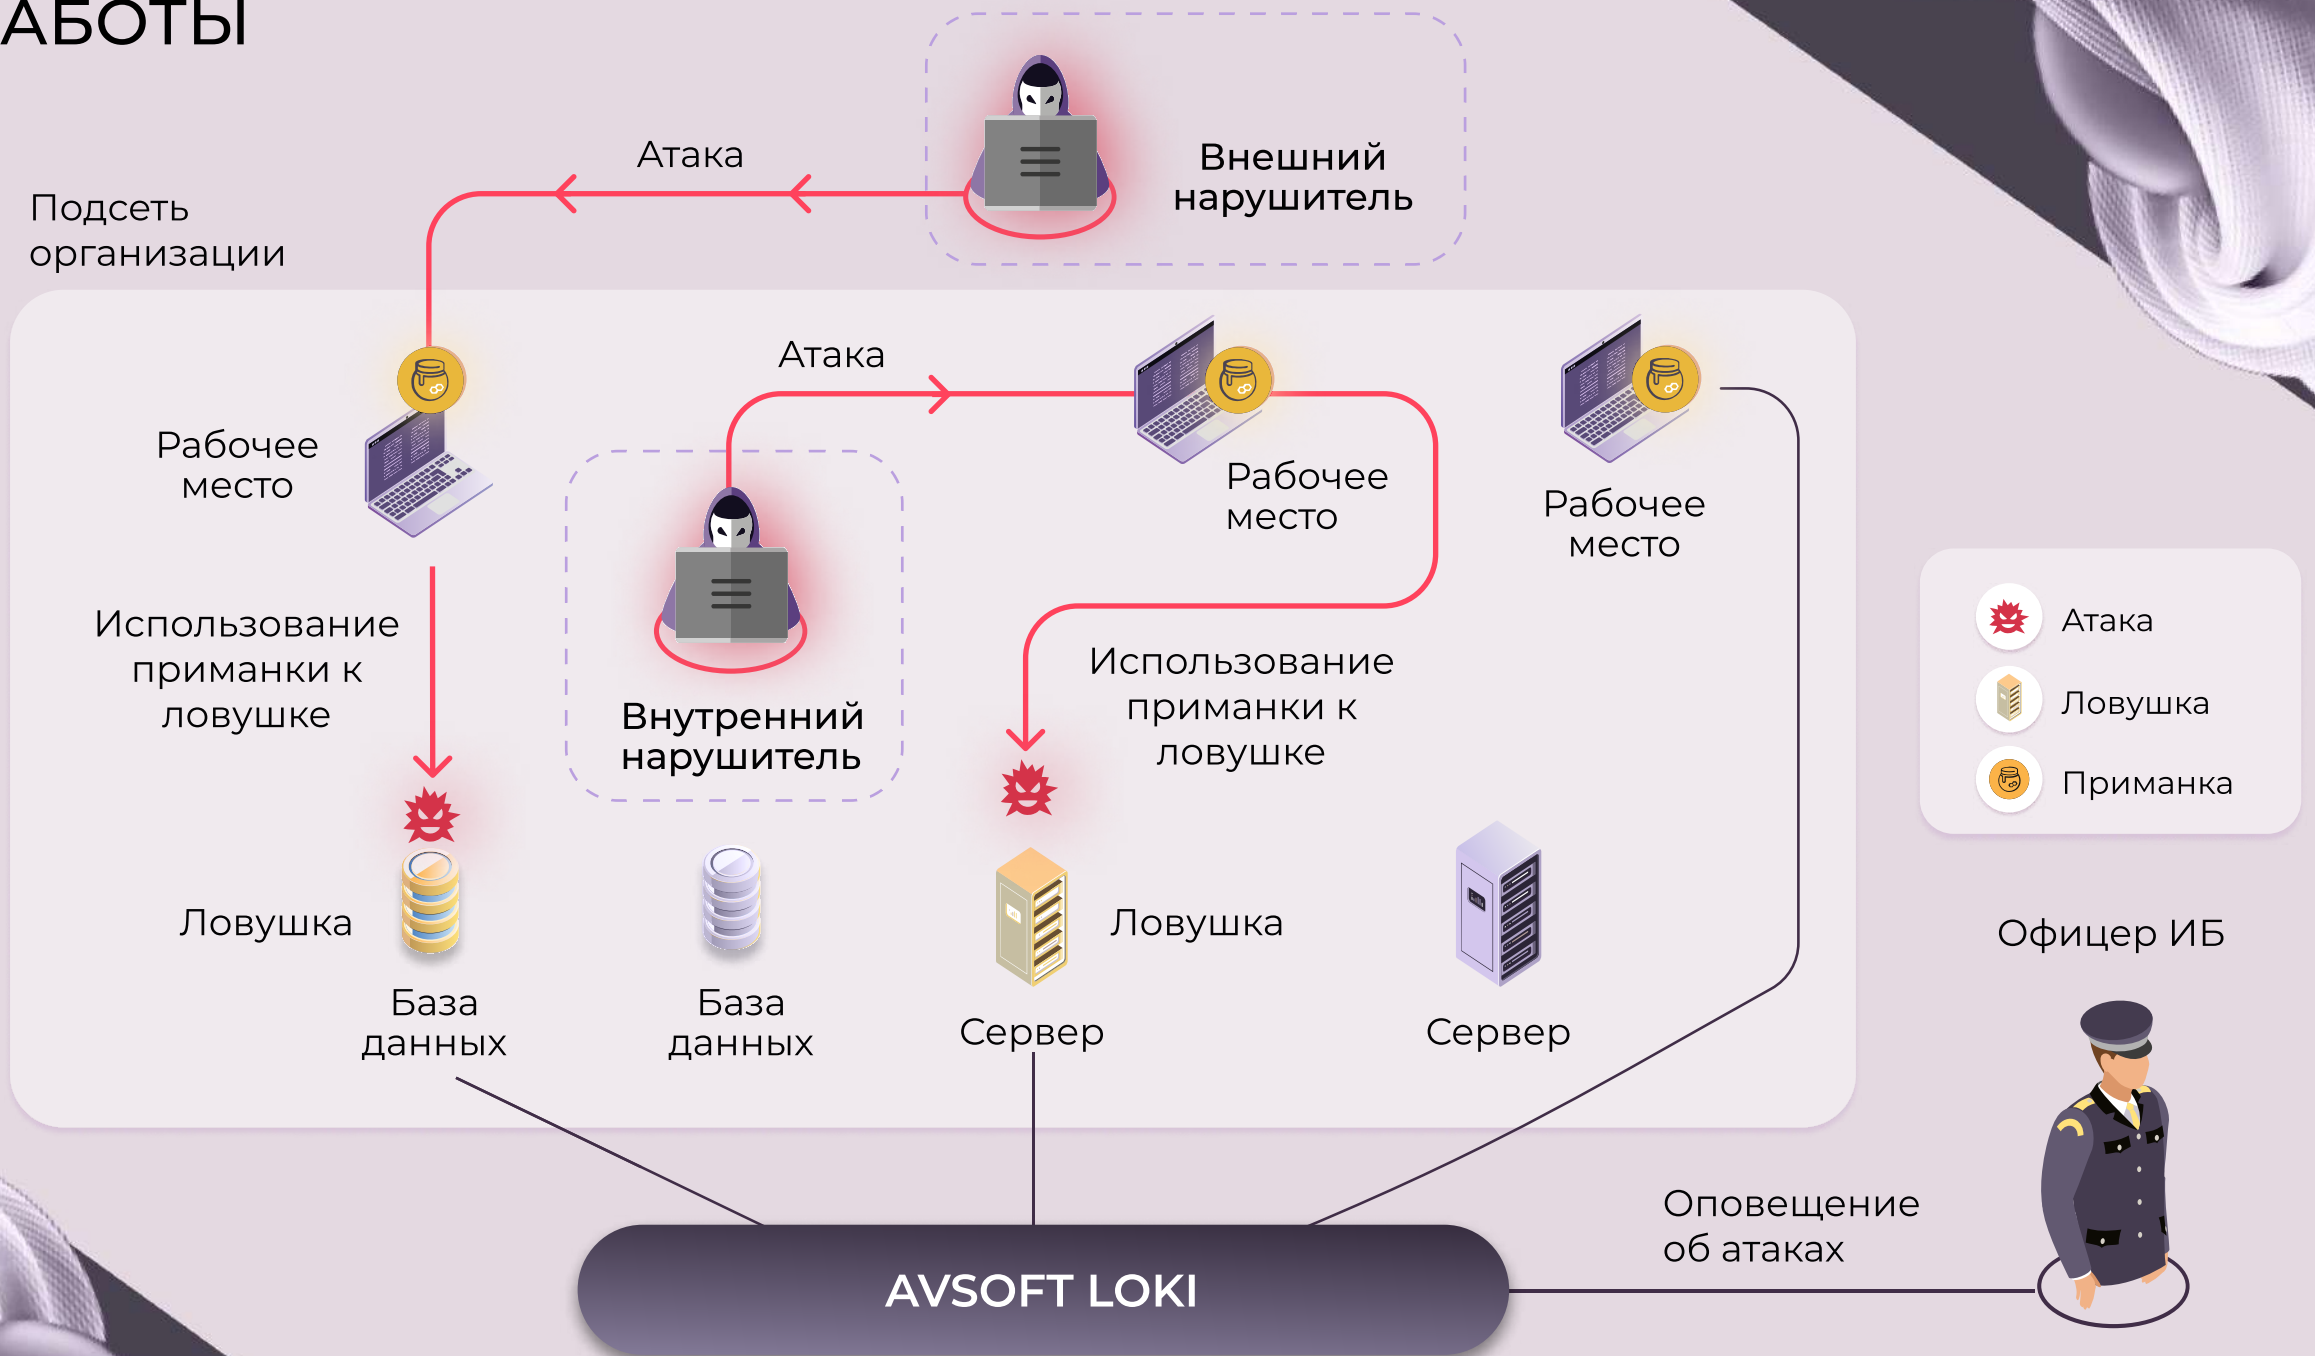 АБОТЫ
Атака
Внешний
нарушитель
Подсеть
организации
Атака
Рабочее
место
Рабочее
место
Рабочее
место
Использование
приманки к
ловушке
Внутренний
нарушитель
Использование
приманки к
ловушке
Атака
Ловушка
Приманка
Ловушка
Ловушка
Офицер ИБ
База
данных
База
данных
Сервер
Сервер
Оповещение
об атаках
AVSOFT LOKI